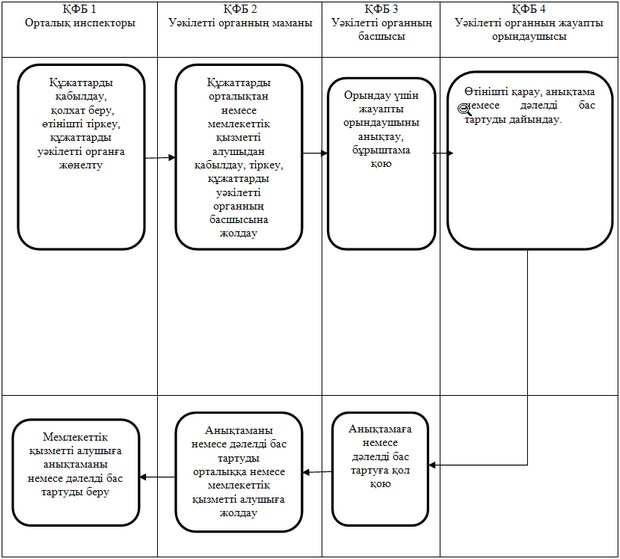 ҚФБ 1
Орталық инспекторы
ҚФБ 2
Уәкілетті органның маманы
ҚФБ 3
Уәкілетті органның
басшысы
ҚФБ 4
Уәкілетті органның жауапты
орындаушысы
Құжаттарды
қабылдау,
қолхат беру,
өтінішті тіркеу,
құжаттарды
уәкілетті органға
жөнелту
Құжаттарды
орталықтан
немесе
мемлекеттік
қызметті
алушыдан
қабылдау, тіркеу,
құжаттарды
уәкілетті
органның
басшысына
жолдау
Орындау үшін
жауапты
орындаушыны
анықтау,
бұрыштама
қою
Өтінішті қарау, анықтама
немесе дәлелді бас
тартуды дайындау.
Мемлекеттік
қызметті алушыға
анықтаманы
немесе дәлелді бас
тартуды беру
Анықтаманы
немесе дәлелді бас
тартуды
орталыққа немесе
мемлекеттік
қызметті алушыға
жолдау
Анықтамаға
немесе
дәлелді бас
тартуға қол
қою